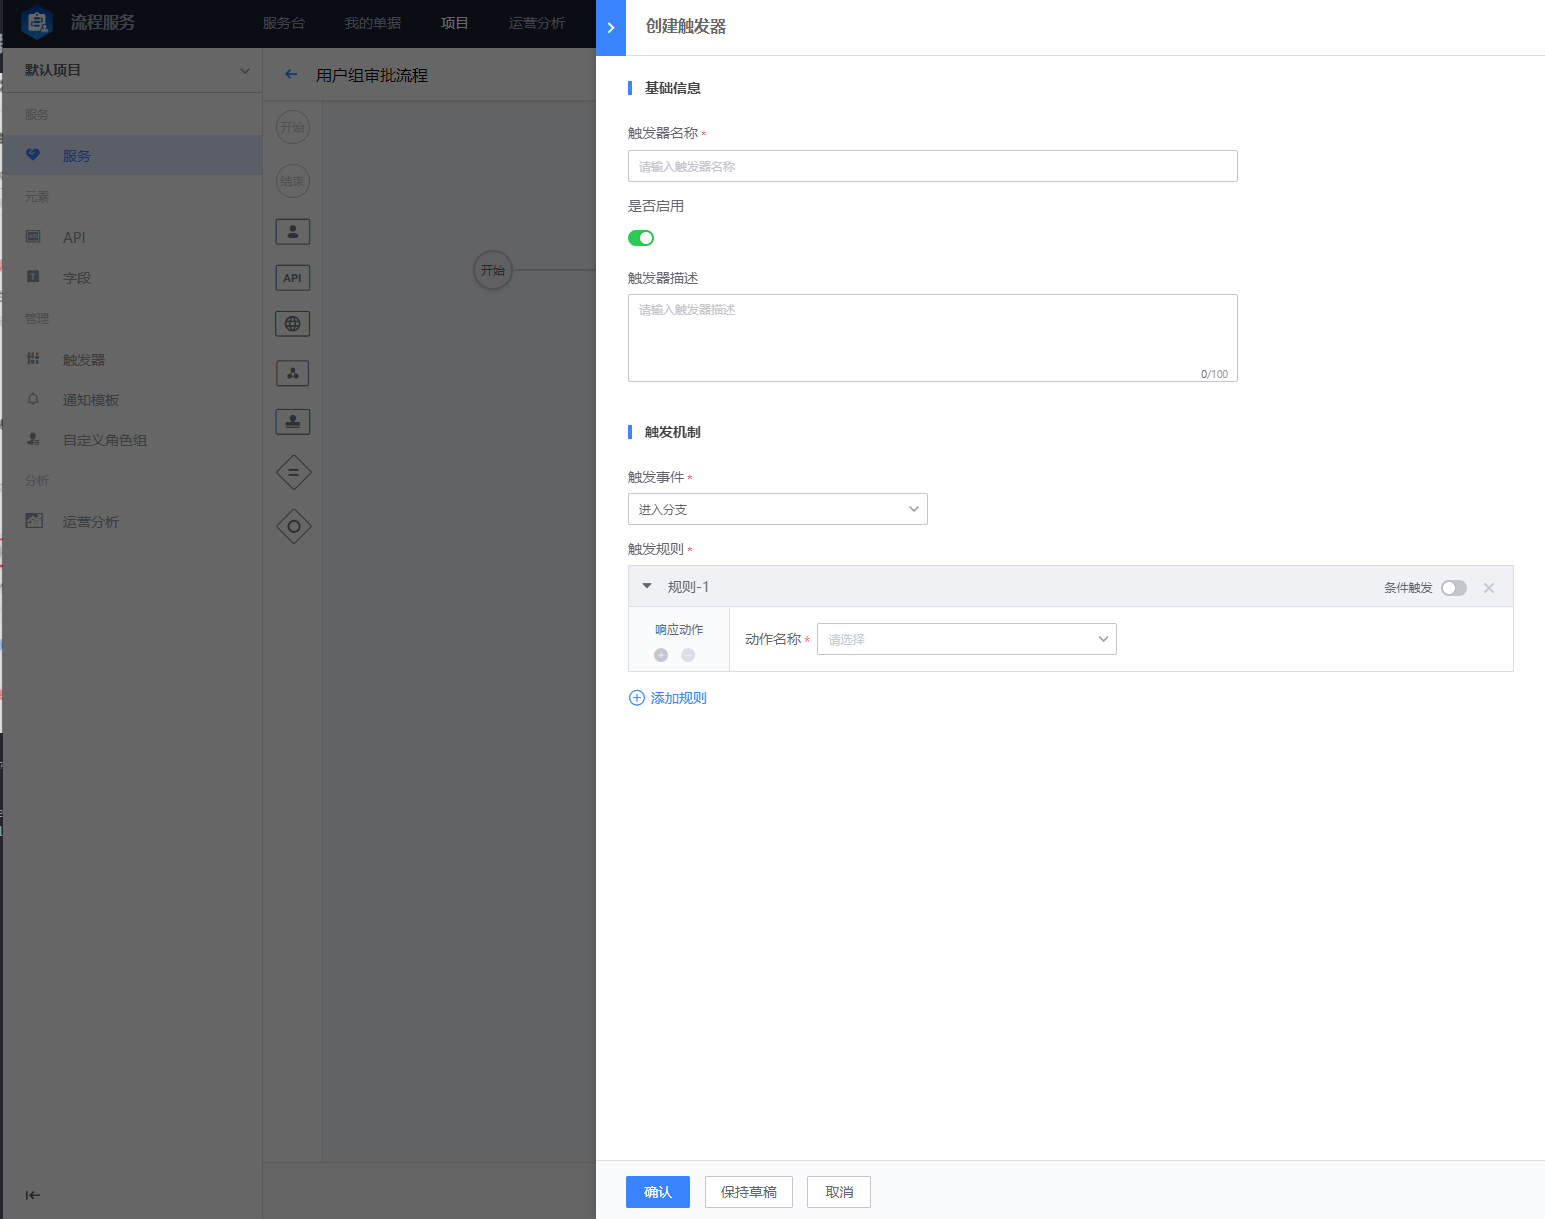 流程服务
服务台 我的单据 项目 运营分析
默认项目
服务
服务
元素
API
字段
管理
触发器
通知模板
自定义角色组
分析
运营分析
用户组审批流程
开始
结束
API
开始
创建触发器
基础信息
触发器名称 *
请输入触发器名称
是否启用
触发器描述
请输入触发器描述
0/100
触发机制
触发事件 *
进入分支
触发规则 *
规则-1 条件触发
响应动作
动作名称 * 请选择
添加规则
确认 保持草稿 取消